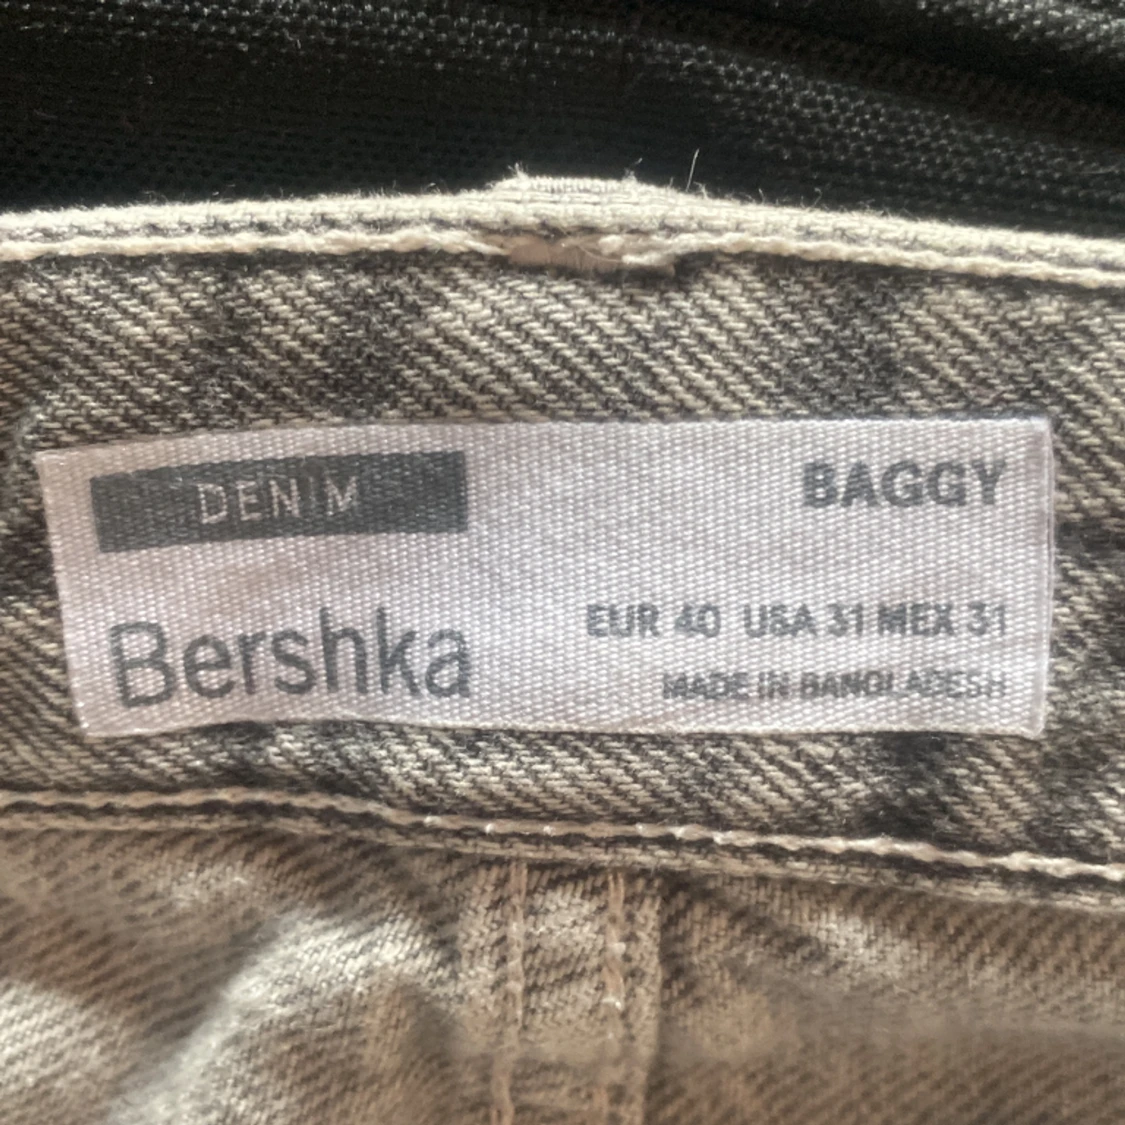 DENIM
BAGGY
Bershka
EUR 40 USA 31 MEX 31
MADE IN BANGLADESH